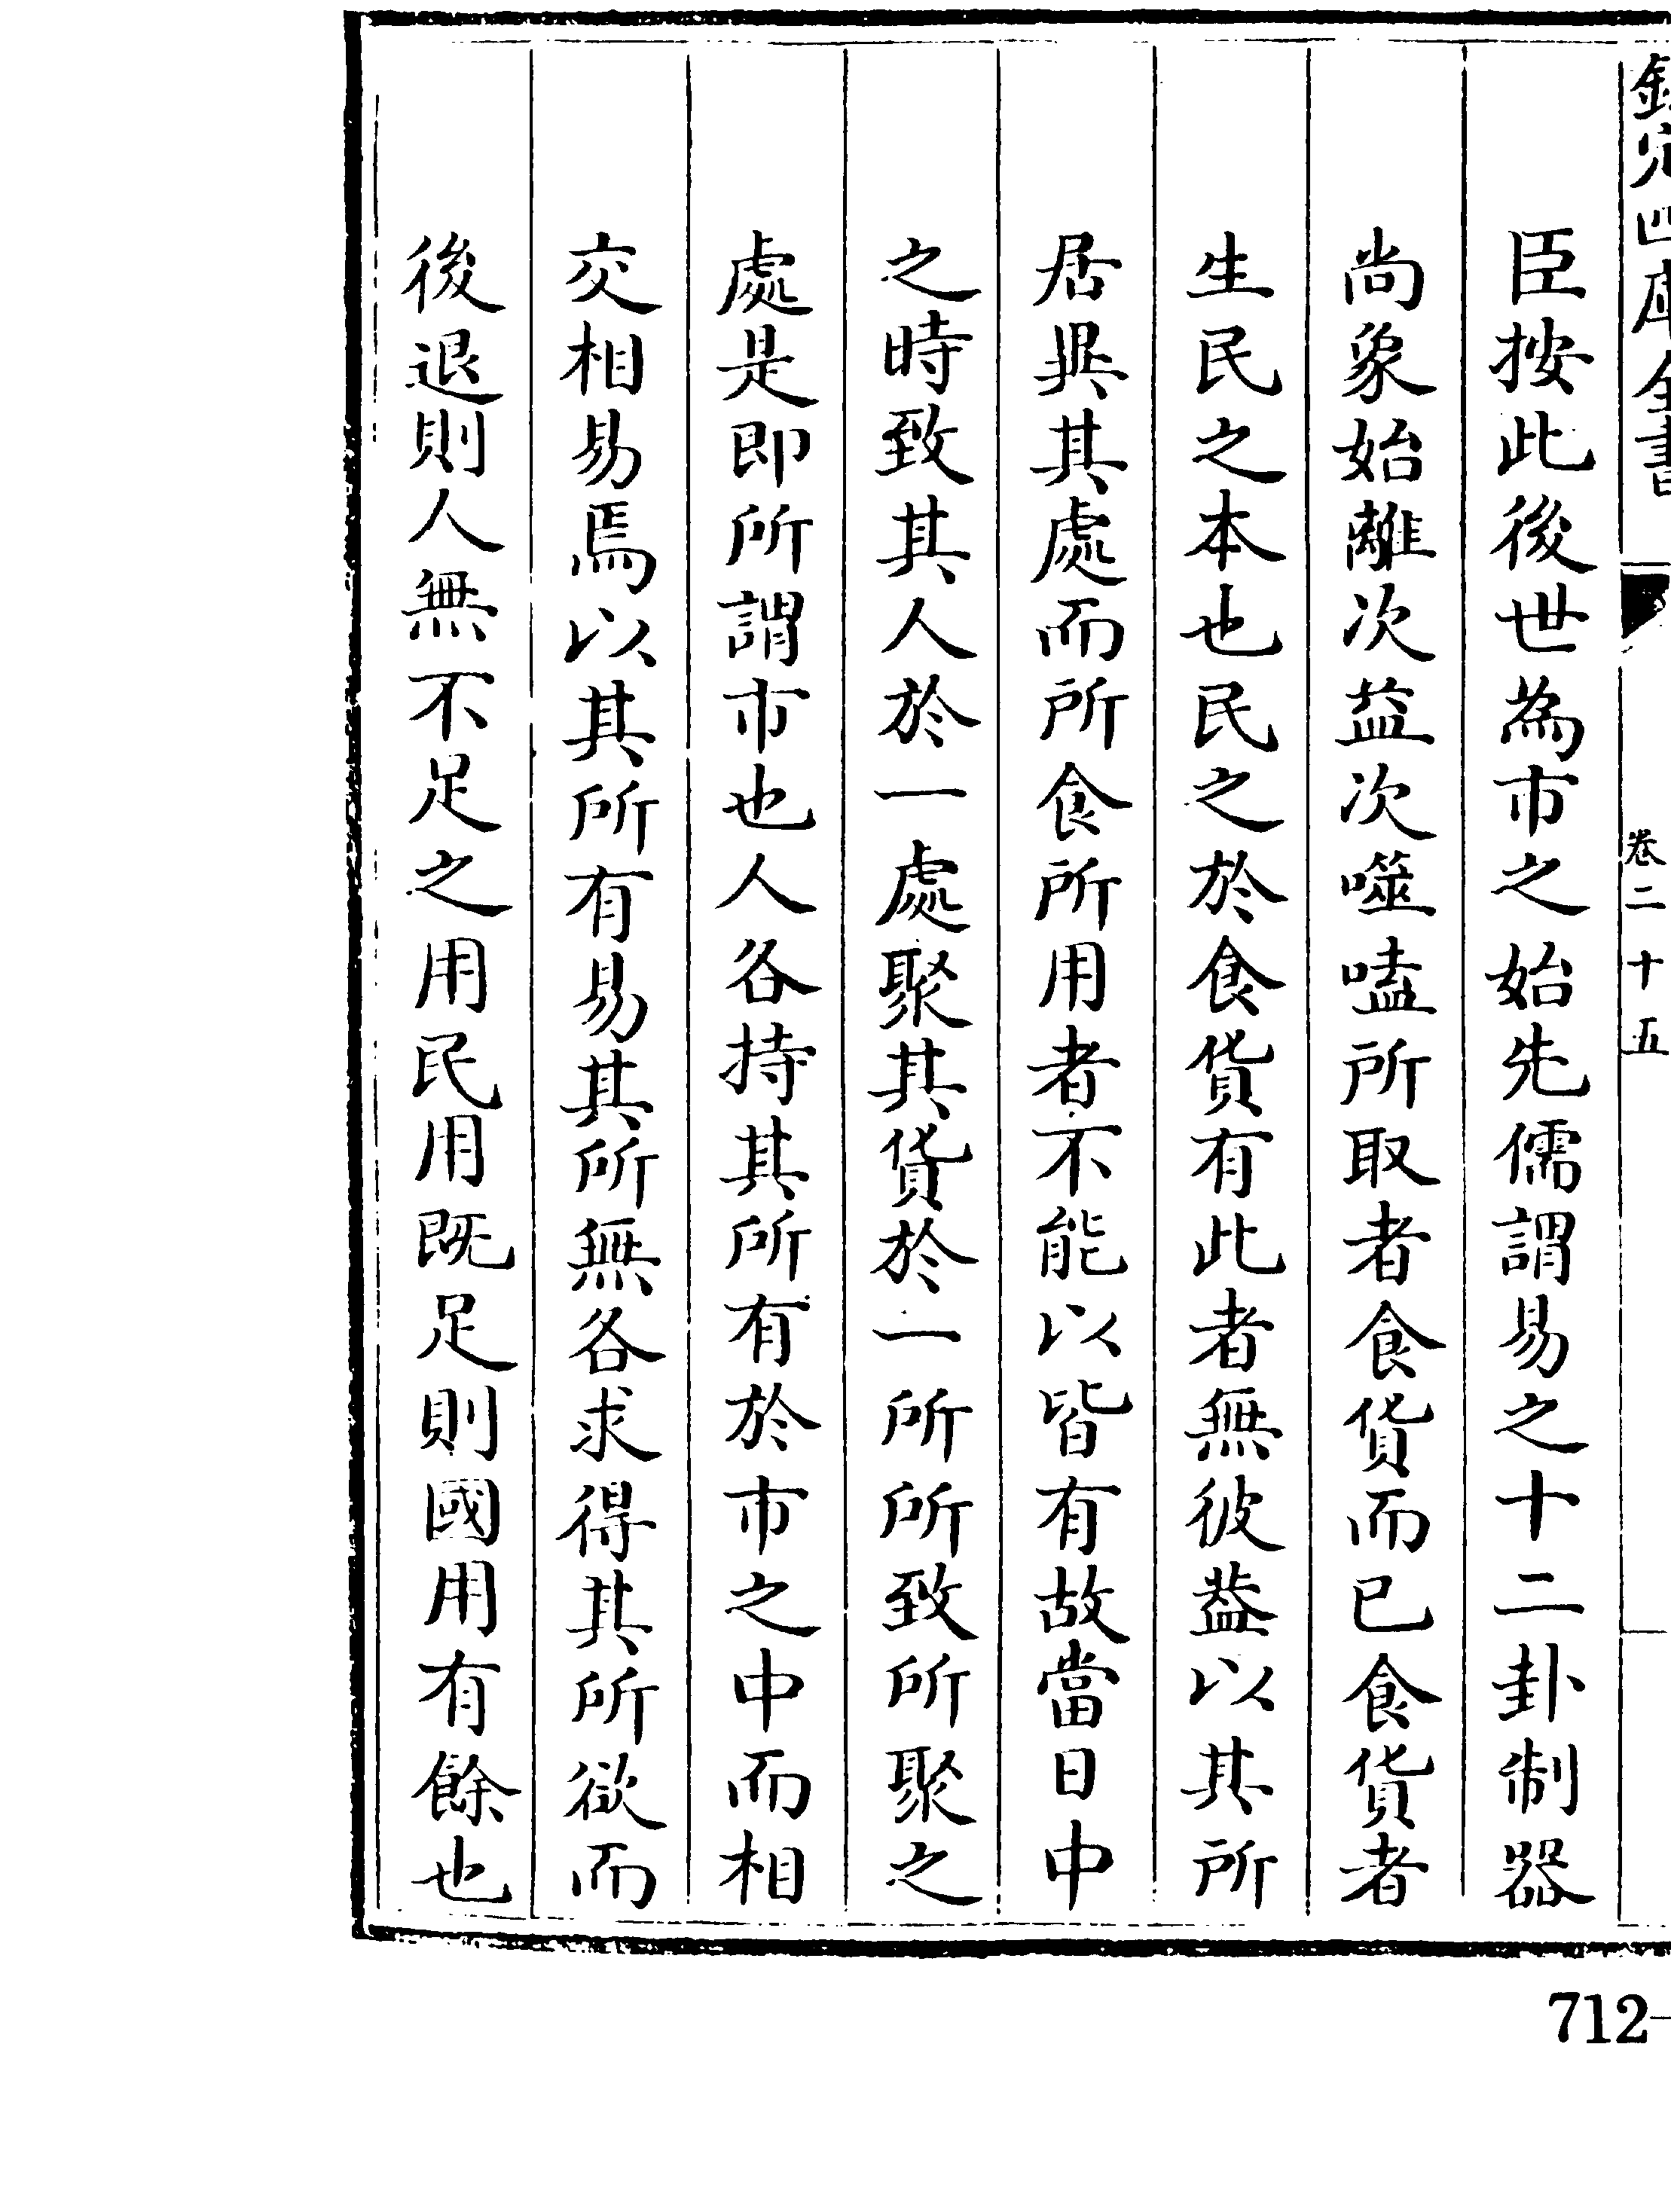 欽定四庫全書
卷二十五
臣按此後世為市之始先儒謂易之十二卦制器
尚象始離次益次噬嗑所取者食貨而已食貨者
生民之本也民之於食貨有此者無彼葢以其所
居異其處而所食所用者不能以皆有故當日中
之時致其人於一處聚其貨於一所所致所聚之
處是即所謂市也人各持其所有於市之中而相
交相易焉以其所有易其所無各求得其所欲而
後退則人無不足之用民用既足則國用有餘也
712-